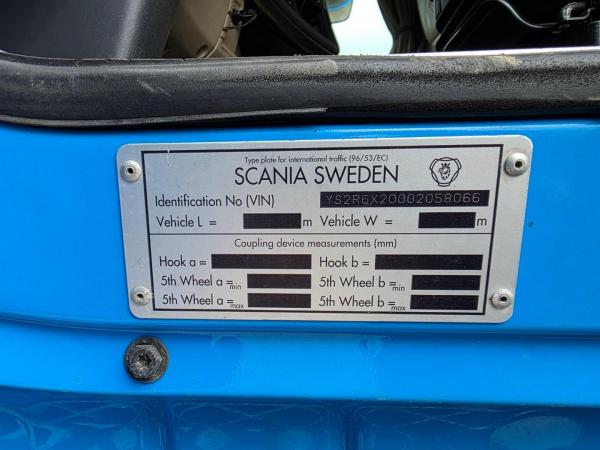 Type plate for international traffic (96/53/EC)
SCANIA SWEDEN
Identification No (VIN) YS2R6X20002058066
Vehicle L = m Vehicle W = m
Coupling device measurements (mm)
Hook a = Hook b =
5th Wheel a min = 5th Wheel b min =
5th Wheel a max = 5th Wheel b max =